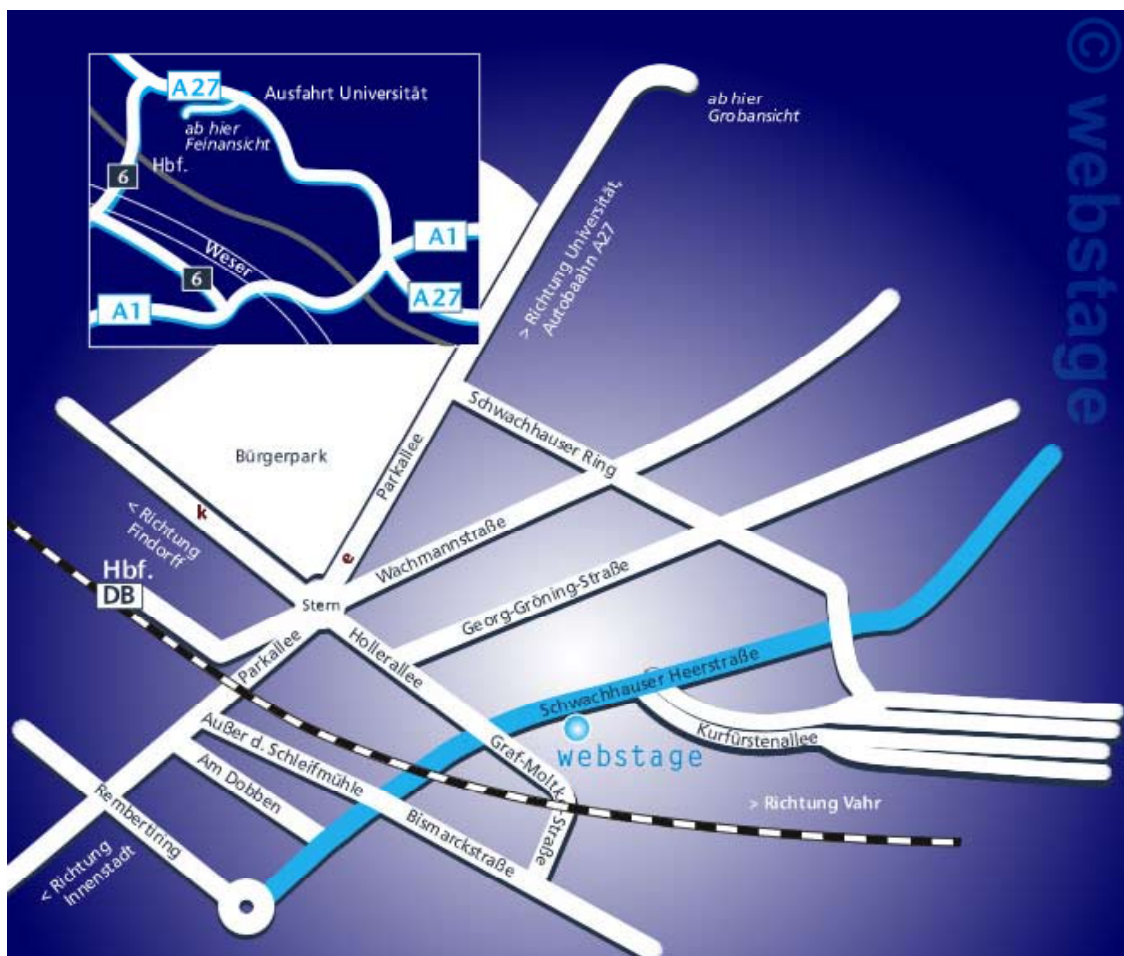 © webstage
A27
Ausfahrt Universität
ab hier
Feinansicht
Hbf.
6
Weser
6
A1
A1
A27
ab hier
Grobansicht
> Richtung Universität,
Autobaahn A27
Schwachhauser Ring
Parkallee
Bürgerpark
k
< Richtung
Findorff
e
Wachmannstraße
Hbf.
DB
Stern
Georg-Gröning-Straße
Hollerallee
Parkallee
Schwachhauser Heerstraße
webstage
Kurfürstenallee
Graf-Moltk -Straße
Außer d. Schleifmühle
Am Dobben
Bismarckstraße
> Richtung Vahr
Rembertiring
< Richtung
Innenstadt